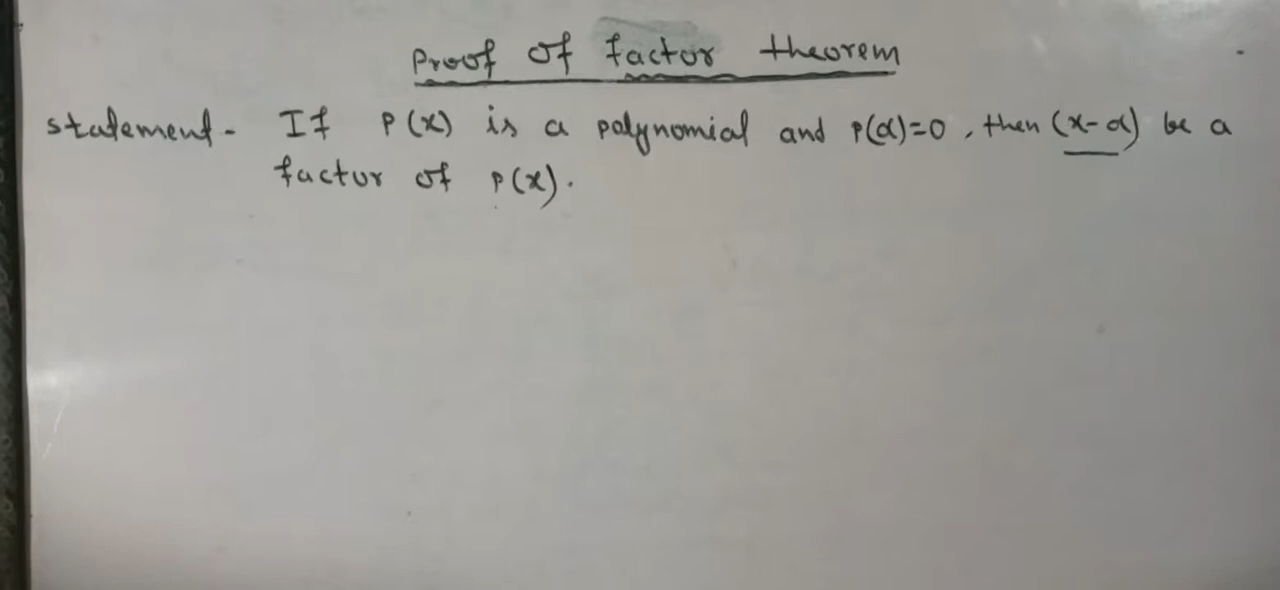 Proof of factor theorem
statement - If P(x) is a polynomial and P(α)=0, then (x-α) be a
factor of P(x).